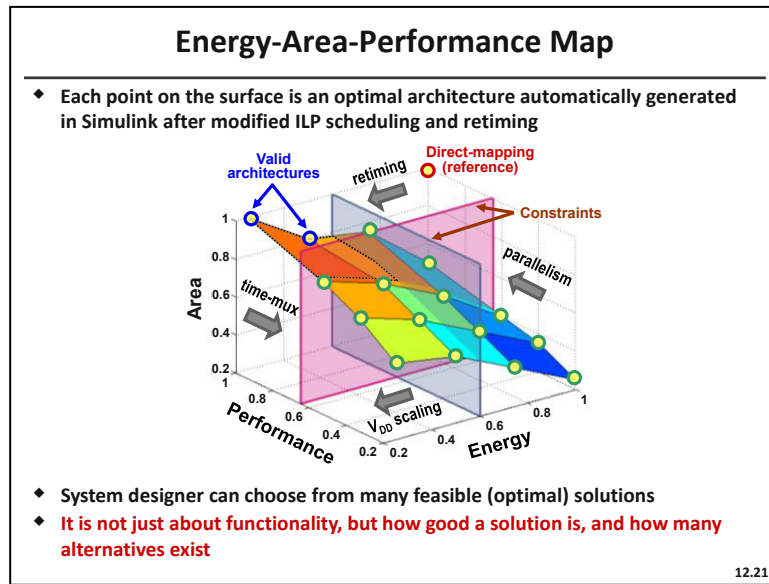 Energy-Area-Performance Map
◆ Each point on the surface is an optimal architecture automatically generated
in Simulink after modified ILP scheduling and retiming
Valid
architectures
retiming
Direct-mapping
(reference)
Constraints
parallelism
time-mux
V_DD scaling
Area
1
0.8
0.6
0.4
0.2
Performance
1
0.8
0.6
0.4
0.2
Energy
0.2
0.4
0.6
0.8
1
◆ System designer can choose from many feasible (optimal) solutions
◆ It is not just about functionality, but how good a solution is, and how many
alternatives exist
12.21